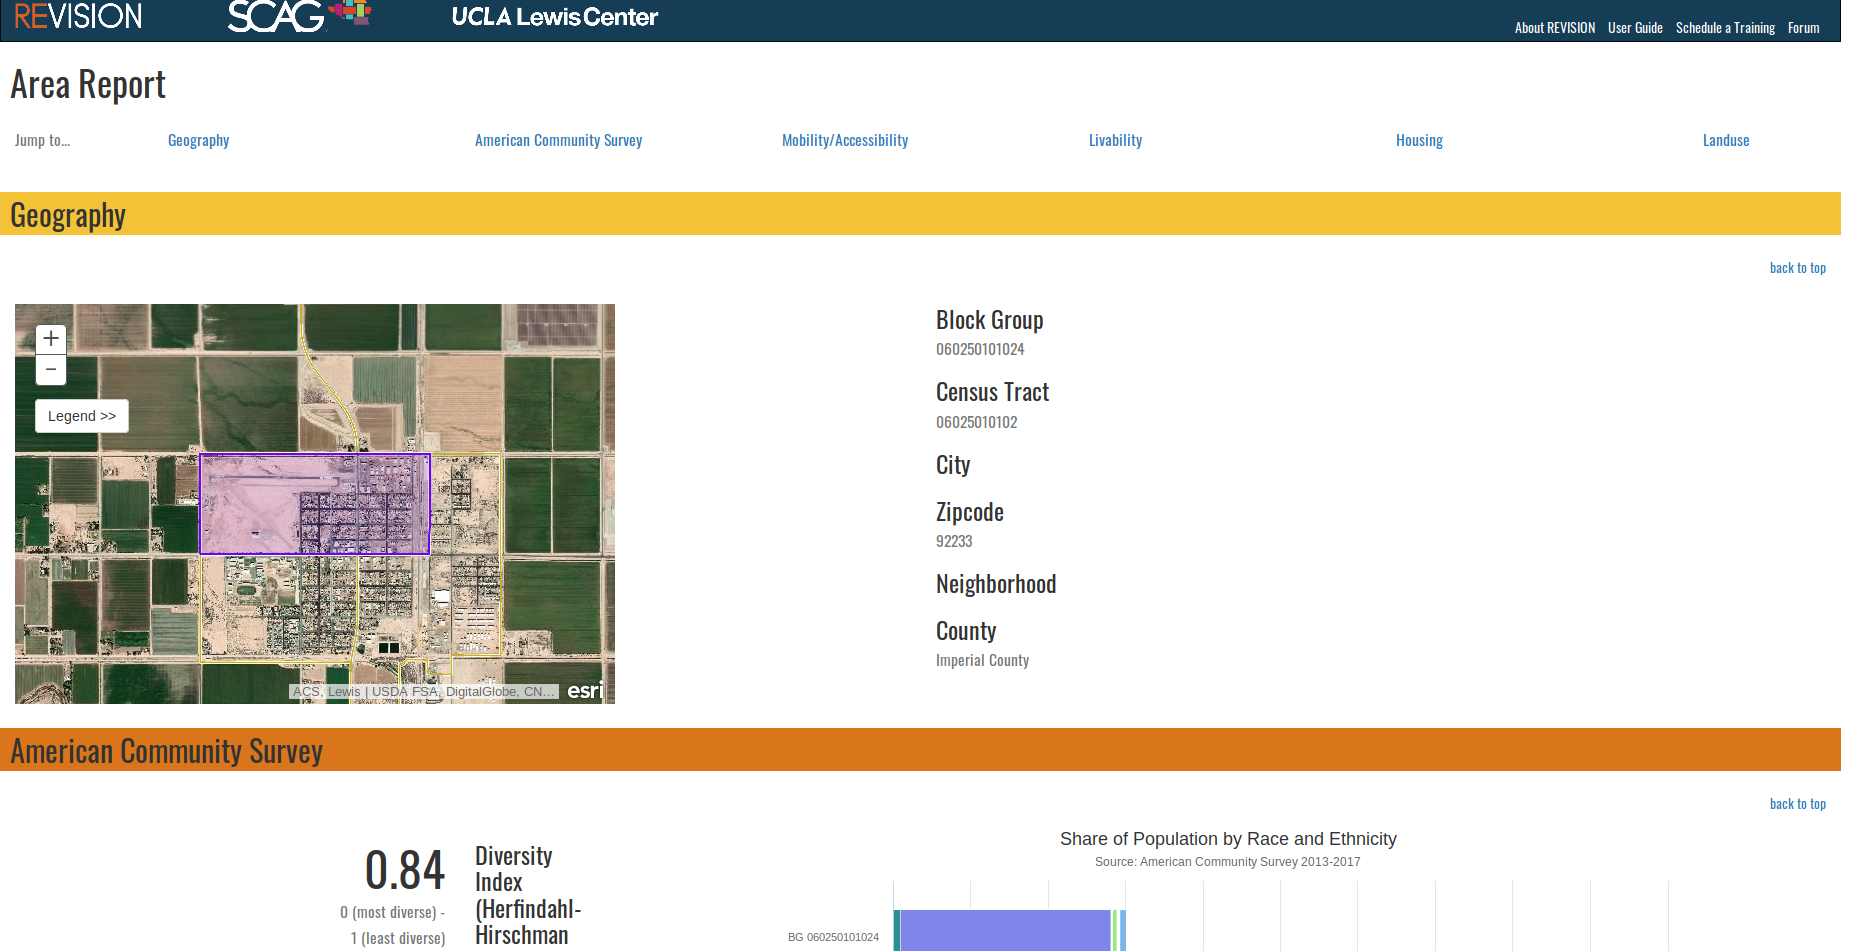 REVISION
SCAG
UCLA Lewis Center
About REVISION User Guide Schedule a Training Forum
Area Report
Jump to... Geography American Community Survey Mobility/Accessibility Livability Housing Landuse
Geography
back to top
+
−
Legend >>
ACS, Lewis | USDA FSA, DigitalGlobe, CN...
esri
Block Group
060250101024
Census Tract
06025010102
City
Zipcode
92233
Neighborhood
County
Imperial County
American Community Survey
back to top
0.84
0 (most diverse) -
1 (least diverse)
Diversity
Index
(Herfindahl-
Hirschman
Share of Population by Race and Ethnicity
Source: American Community Survey 2013-2017
BG 060250101024